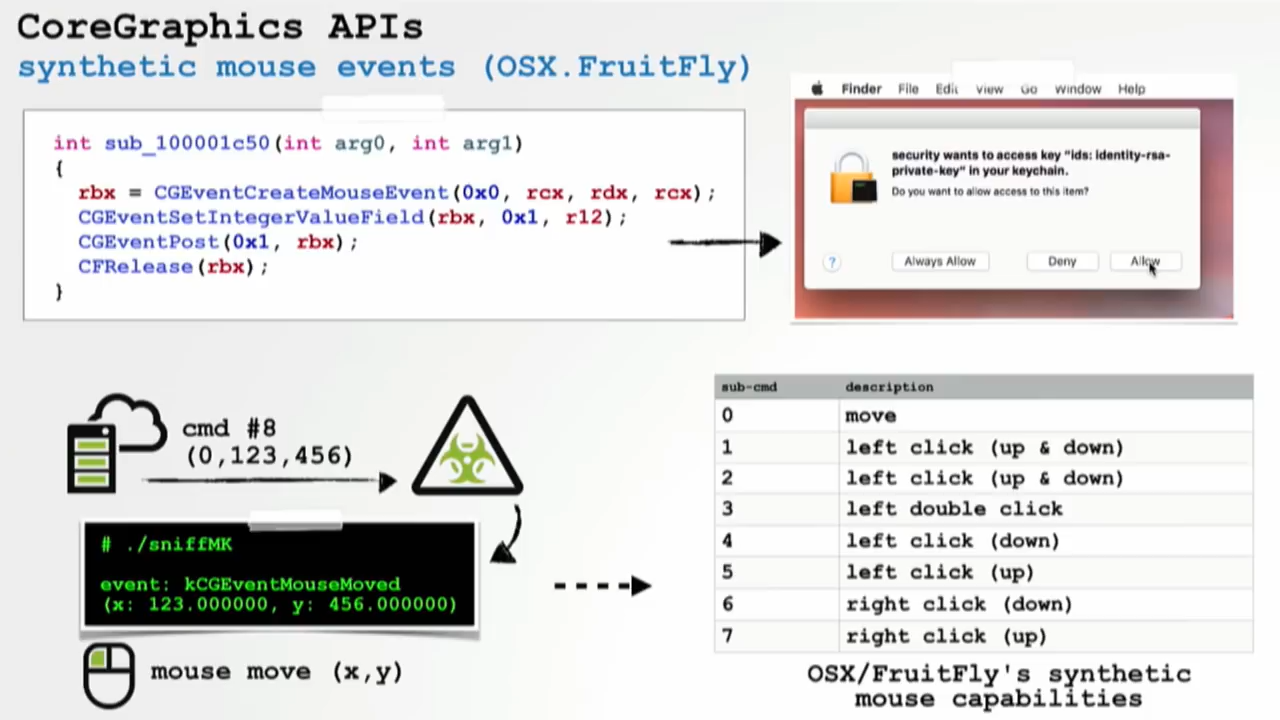 CoreGraphics APIs
synthetic mouse events (OSX.FruitFly)
int sub_100001c50(int arg0, int arg1)
{
rbx = CGEventCreateMouseEvent(0x0, rcx, rdx, rcx);
CGEventSetIntegerValueField(rbx, 0x1, r12);
CGEventPost(0x1, rbx);
CFRelease(rbx);
}
Finder File Edit View Go Window Help
security wants to access key "ids: identity-rsa-
private-key" in your keychain.
Do you want to allow access to this item?
? Always Allow Deny Allow
cmd #8
(0,123,456)
# ./sniffMK
event: kCGEventMouseMoved
(x: 123.000000, y: 456.000000)
mouse move (x,y)
sub-cmd description
0 move
1 left click (up & down)
2 left click (up & down)
3 left double click
4 left click (down)
5 left click (up)
6 right click (down)
7 right click (up)
OSX/FruitFly's synthetic
mouse capabilities